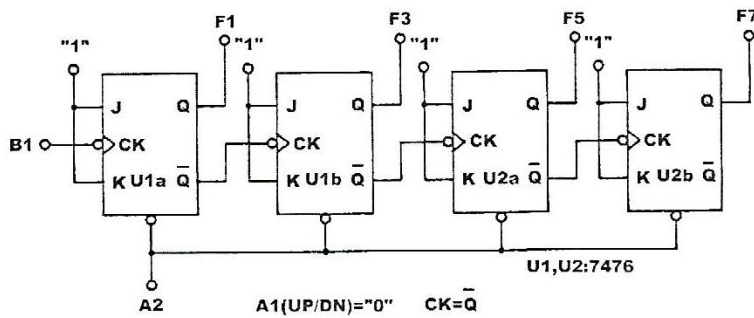 F1 F3 F5 F7
"1" "1" "1" "1"
J Q J Q J Q J Q
B1 CK CK CK CK
K U1a Q̅ K U1b Q̅ K U2a Q̅ K U2b Q̅
U1,U2:7476
A2 A1(UP/DN)="0" CK=Q̅